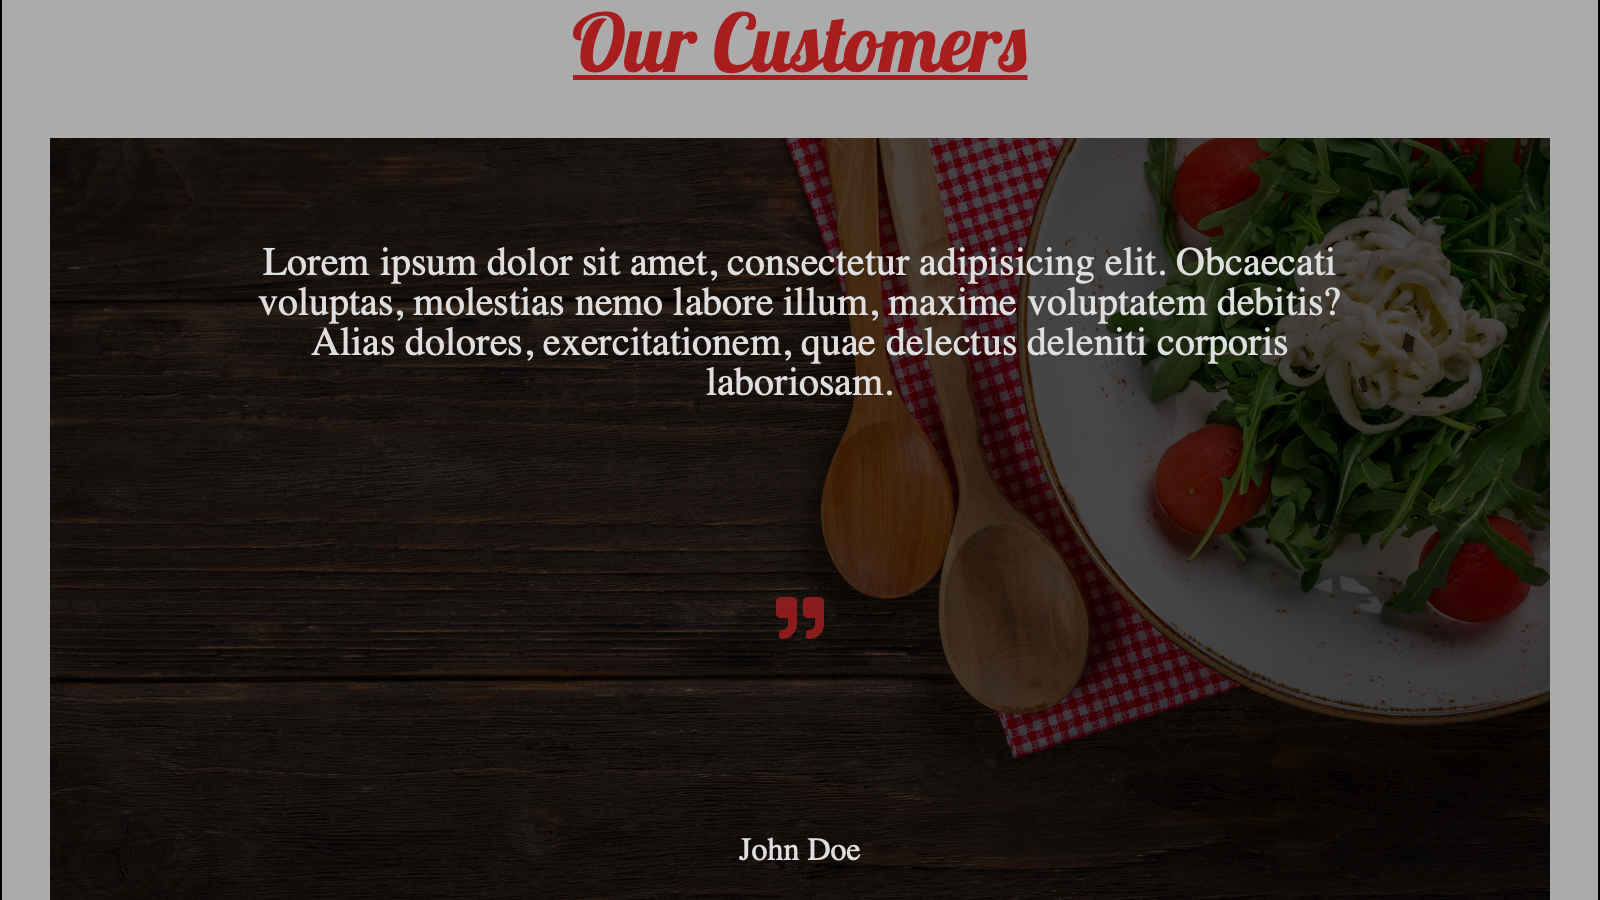 Our Customers
Lorem ipsum dolor sit amet, consectetur adipisicing elit. Obcaecati
voluptas, molestias nemo labore illum, maxime voluptatem debitis?
Alias dolores, exercitationem, quae delectus deleniti corporis
laboriosam.
”
John Doe